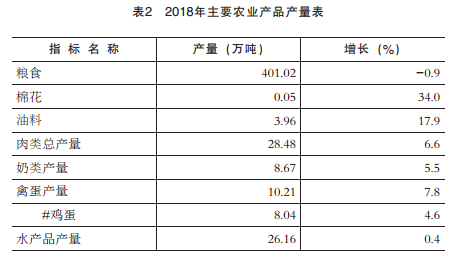 表2 2018年主要农业产品产量表
指 标 名 称 产量(万吨) 增长(%)
粮食 401.02 -0.9
棉花 0.05 34.0
油料 3.96 17.9
肉类总产量 28.48 6.6
奶类产量 8.67 5.5
禽蛋产量 10.21 7.8
#鸡蛋 8.04 4.6
水产品产量 26.16 0.4